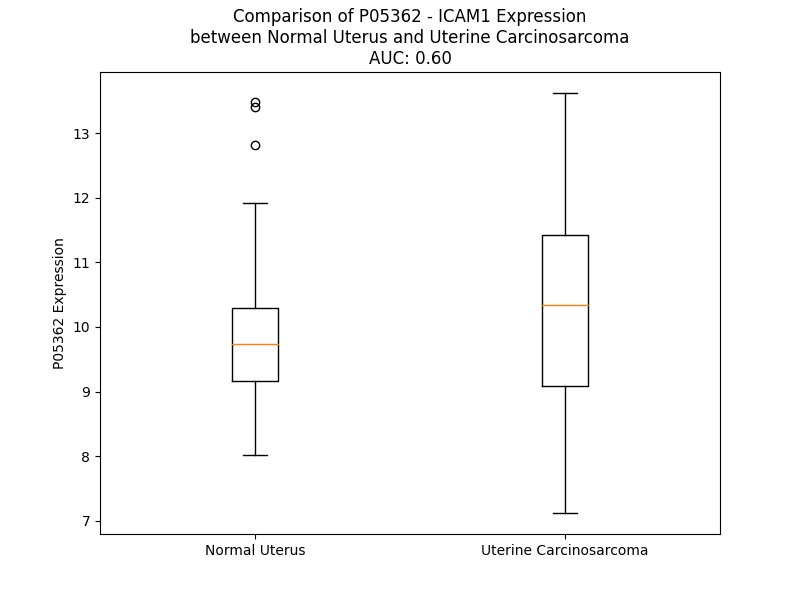 Comparison of P05362 - ICAM1 Expression
between Normal Uterus and Uterine Carcinosarcoma
AUC: 0.60
P05362 Expression
13
12
11
10
9
8
7
Normal Uterus
Uterine Carcinosarcoma